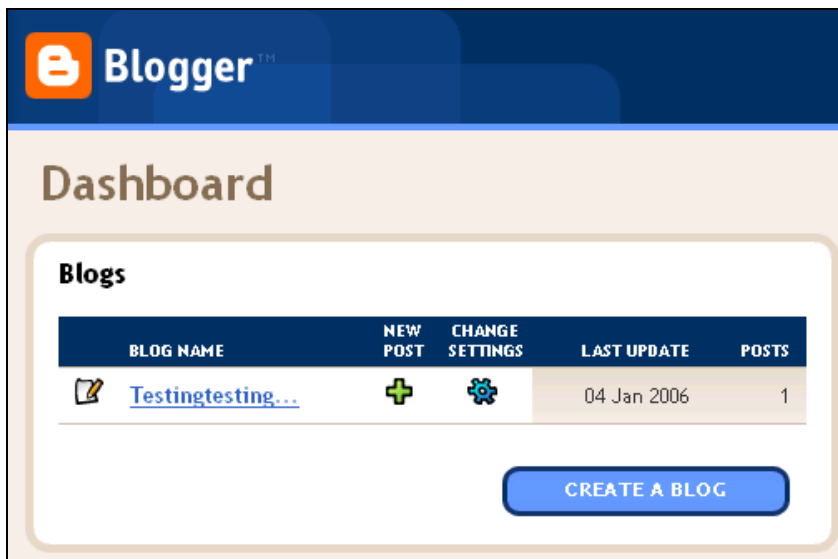 Blogger™
Dashboard
Blogs
BLOG NAME NEW POST CHANGE SETTINGS LAST UPDATE POSTS
Testingtesting... 04 Jan 2006 1
CREATE A BLOG